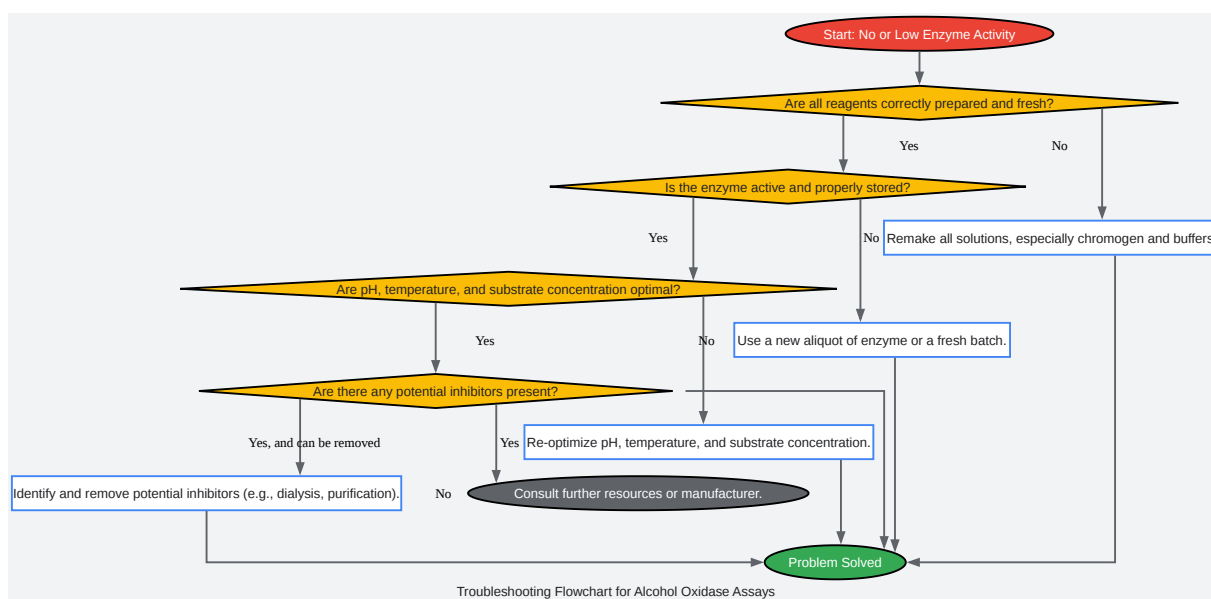 Start: No or Low Enzyme Activity
Are all reagents correctly prepared and fresh?
Yes
No
Is the enzyme active and properly stored?
Yes
No
Remake all solutions, especially chromogen and buffers
Are pH, temperature, and substrate concentration optimal?
Yes
No
Use a new aliquot of enzyme or a fresh batch.
Are there any potential inhibitors present?
Yes, and can be removed
Yes
Re-optimize pH, temperature, and substrate concentration.
Identify and remove potential inhibitors (e.g., dialysis, purification).
No
Consult further resources or manufacturer.
Problem Solved
Troubleshooting Flowchart for Alcohol Oxidase Assays